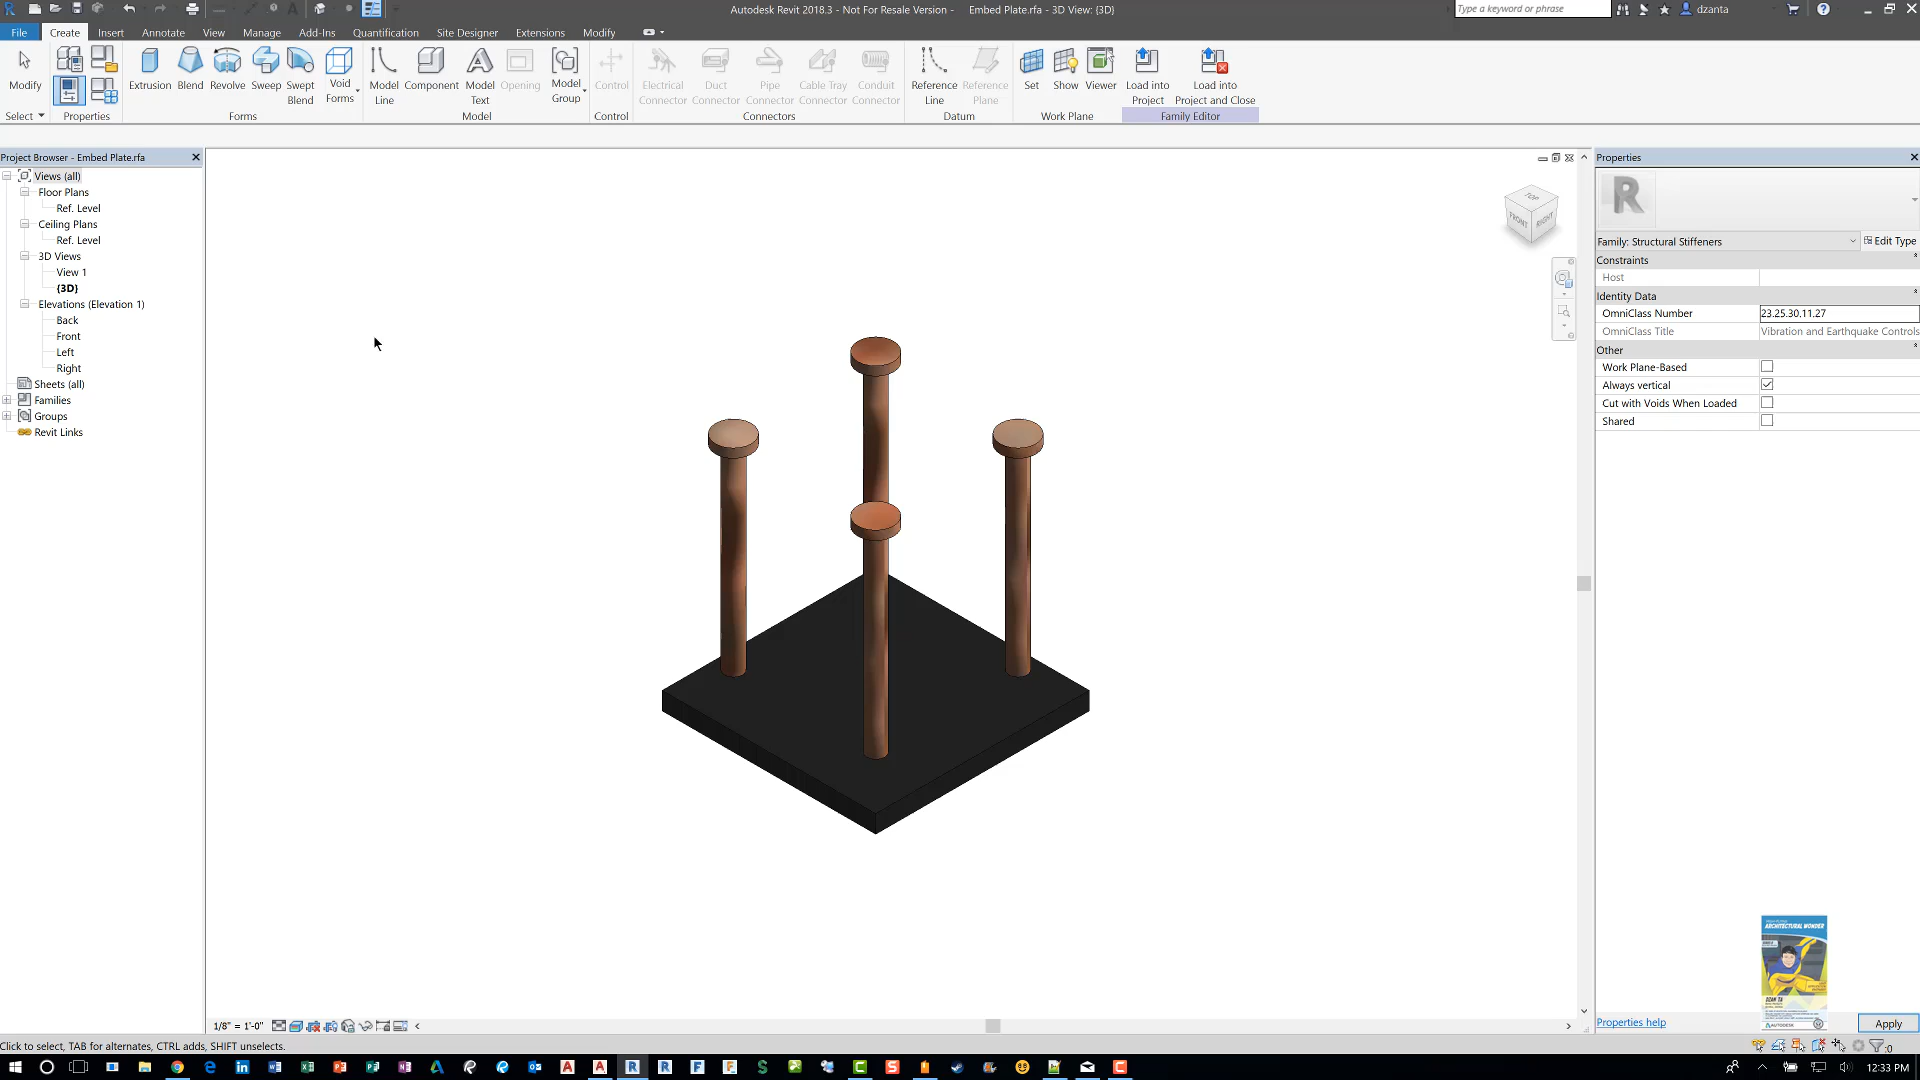 Autodesk Revit 2018.3 - Not For Resale Version - Embed Plate.rfa - 3D View: {3D}
Type a keyword or phrase
dzanta
File Create Insert Annotate View Manage Add-Ins Quantification Site Designer Extensions Modify
Modify
Extrusion Blend Revolve Sweep Swept Blend Void Forms
Model Line Component Model Text Opening Model Group
Control
Electrical Connector Duct Connector Pipe Connector Cable Tray Connector Conduit Connector
Reference Line Reference Plane
Set Show Viewer
Load into Project Load into Project and Close
Select Properties Forms Model Control Connectors Datum Work Plane Family Editor
Project Browser - Embed Plate.rfa
Views (all)
Floor Plans
Ref. Level
Ceiling Plans
Ref. Level
3D Views
View 1
{3D}
Elevations (Elevation 1)
Back
Front
Left
Right
Sheets (all)
Families
Groups
Revit Links
TOP
FRONT RIGHT
Properties
R
Family: Structural Stiffeners Edit Type
Constraints
Host
Identity Data
OmniClass Number 23.25.30.11.27
OmniClass Title Vibration and Earthquake Controls
Other
Work Plane-Based
Always vertical
Cut with Voids When Loaded
Shared
ARCHITECTURAL WONDER
AUTODESK
Properties help Apply
1/8" = 1'-0"
Click to select, TAB for alternates, CTRL adds, SHIFT unselects.
:0
12:33 PM